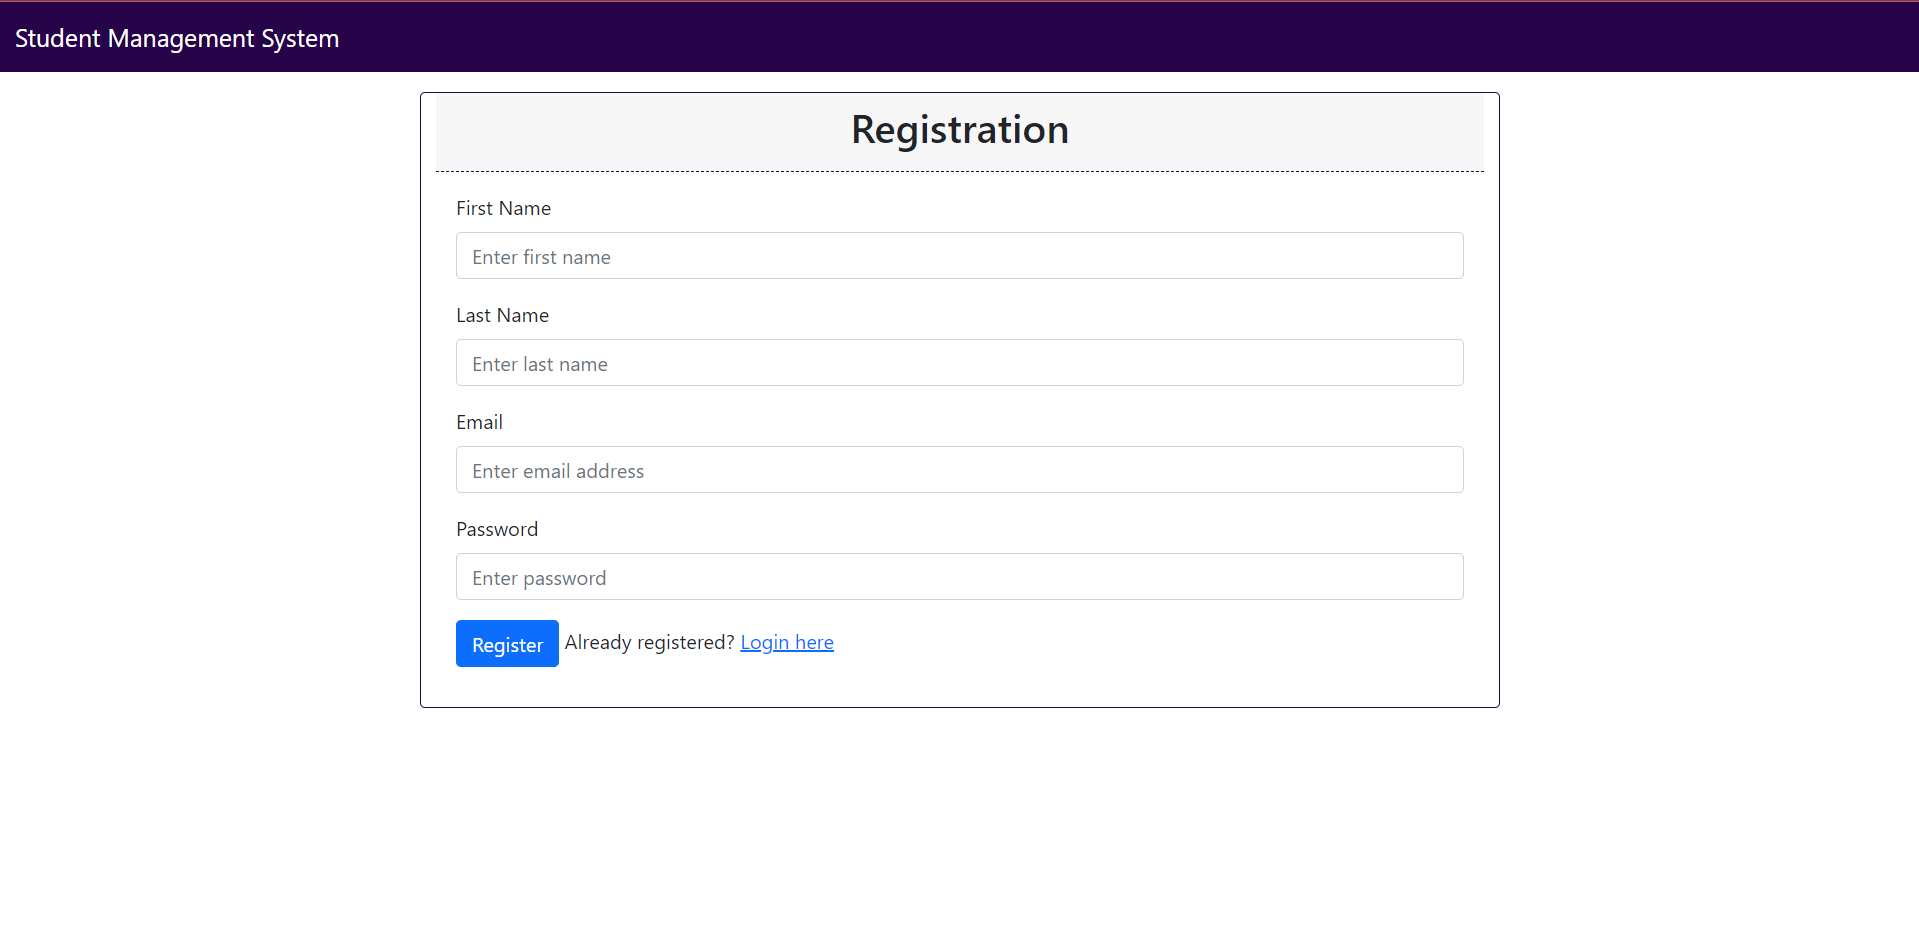 Student Management System
Registration
First Name
Enter first name
Last Name
Enter last name
Email
Enter email address
Password
Enter password
Register Already registered? Login here